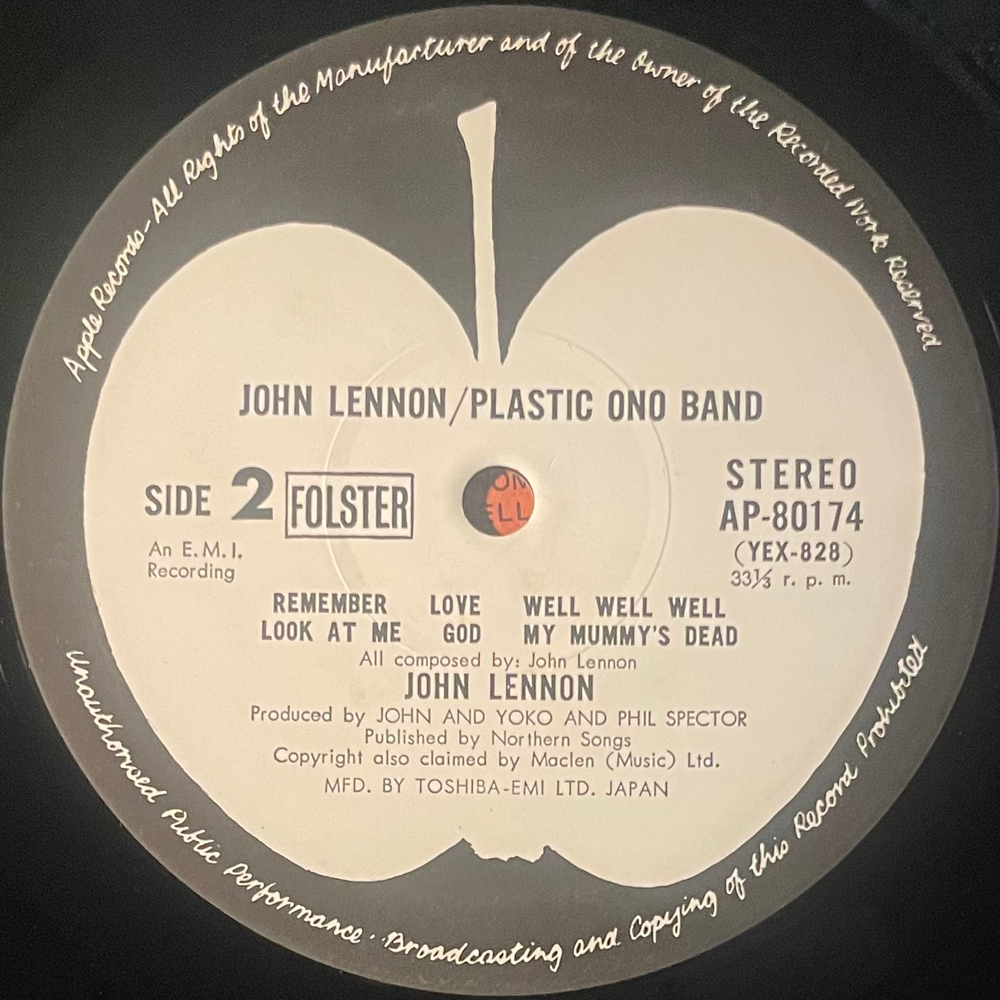 Apple Records-All Rights of the Manufacturer and of the Owner of the Recorded Work Reserved
JOHN LENNON/PLASTIC ONO BAND
SIDE 2 FOLSTER
An E.M.I.
Recording
STEREO
AP-80174
(YEX-828)
33⅓ r. p. m.
ON
ELL
REMEMBER LOVE WELL WELL WELL
LOOK AT ME GOD MY MUMMY'S DEAD
All composed by: John Lennon
JOHN LENNON
Produced by JOHN AND YOKO AND PHIL SPECTOR
Published by Northern Songs
Copyright also claimed by Maclen (Music) Ltd.
MFD. BY TOSHIBA-EMI LTD. JAPAN
Unauthorised Public Performance · Broadcasting and Copying of this Record Prohibited